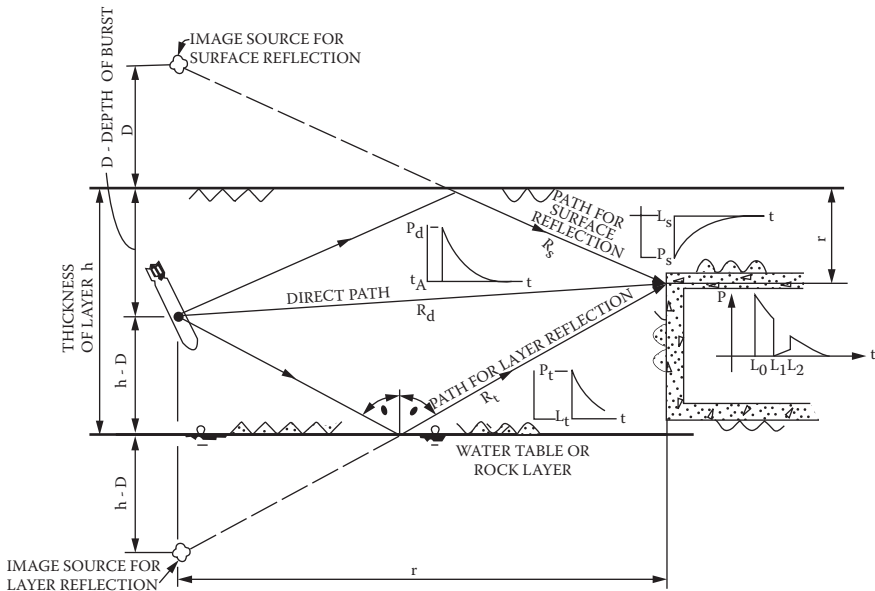 IMAGE SOURCE FOR
SURFACE REFLECTION
D - DEPTH OF BURST
D
THICKNESS
OF LAYER h
h - D
h - D
PATH FOR
SURFACE
REFLECTION
R_s
L_s
t
P_s
r
P_d
t_A
t
DIRECT PATH
R_d
PATH FOR LAYER REFLECTION
R_t
P_t
L_t
t
P
L_0
L_1
L_2
t
WATER TABLE OR
ROCK LAYER
IMAGE SOURCE FOR
LAYER REFLECTION
r